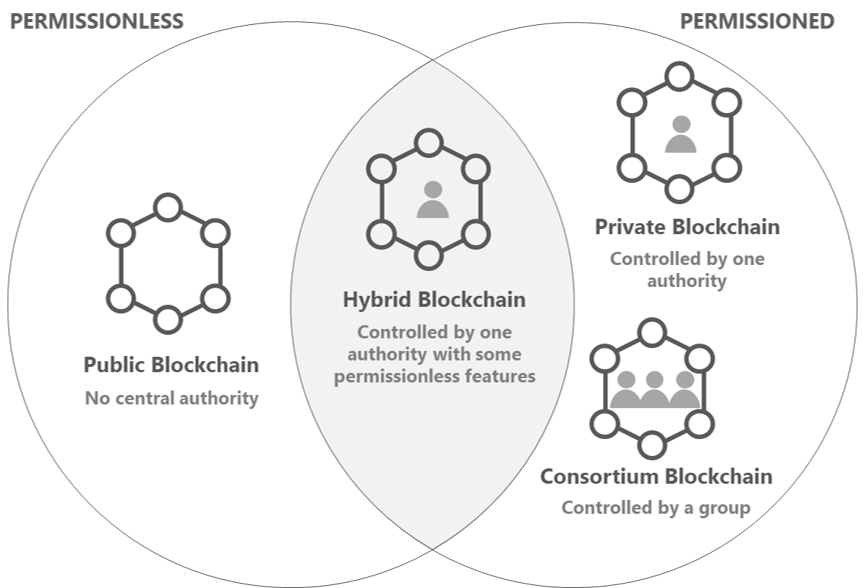 PERMISSIONLESS
PERMISSIONED
Public Blockchain
No central authority
Hybrid Blockchain
Controlled by one
authority with some
permissionless features
Private Blockchain
Controlled by one
authority
Consortium Blockchain
Controlled by a group